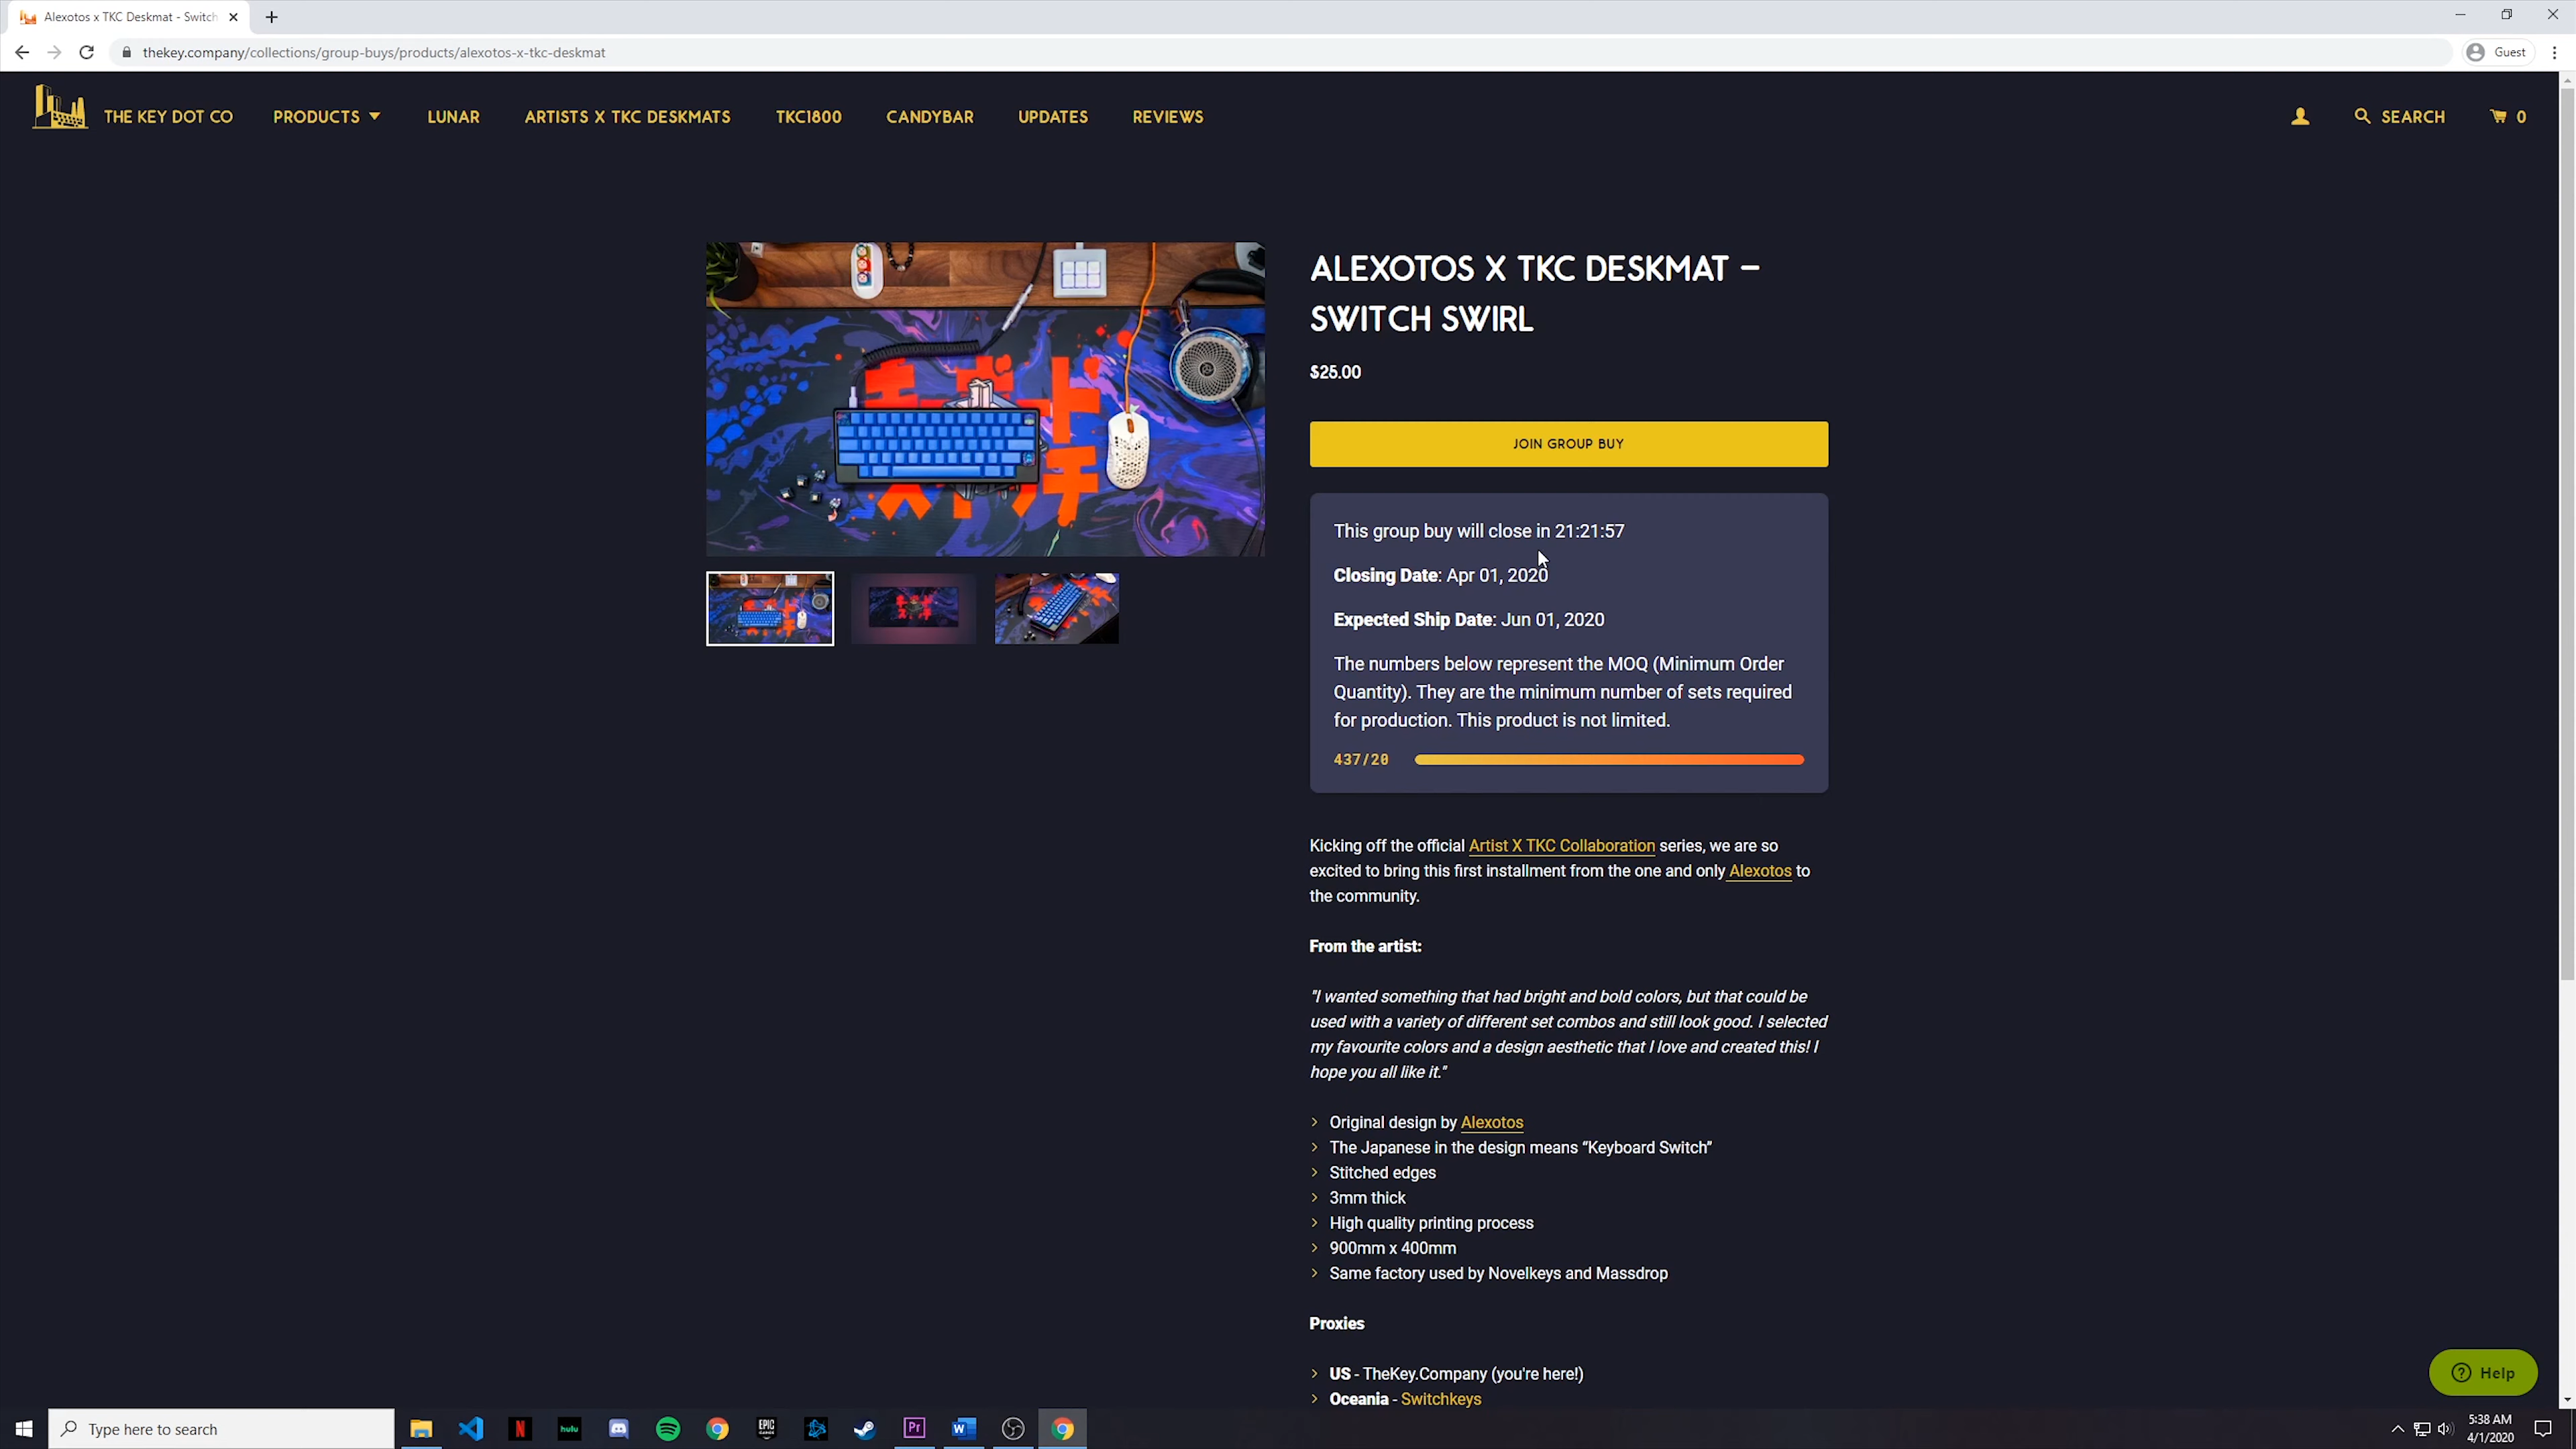 Alexotos x TKC Deskmat - Switch
thekey.company/collections/group-buys/products/alexotos-x-tkc-deskmat
Guest
THE KEY DOT CO
PRODUCTS
LUNAR
ARTISTS X TKC DESKMATS
TKC1800
CANDYBAR
UPDATES
REVIEWS
SEARCH
0
ALEXOTOS X TKC DESKMAT –
SWITCH SWIRL
$25.00
JOIN GROUP BUY
This group buy will close in 21:21:57
Closing Date: Apr 01, 2020
Expected Ship Date: Jun 01, 2020
The numbers below represent the MOQ (Minimum Order
Quantity). They are the minimum number of sets required
for production. This product is not limited.
437/20
Kicking off the official Artist X TKC Collaboration series, we are so
excited to bring this first installment from the one and only Alexotos to
the community.
From the artist:
"I wanted something that had bright and bold colors, but that could be
used with a variety of different set combos and still look good. I selected
my favourite colors and a design aesthetic that I love and created this! I
hope you all like it."
Original design by Alexotos
The Japanese in the design means “Keyboard Switch”
Stitched edges
3mm thick
High quality printing process
900mm x 400mm
Same factory used by Novelkeys and Massdrop
Proxies
US - TheKey.Company (you're here!)
Oceania - Switchkeys
Help
Type here to search
N
hulu
EPIC
GAMES
Pr
W
5:38 AM
4/1/2020